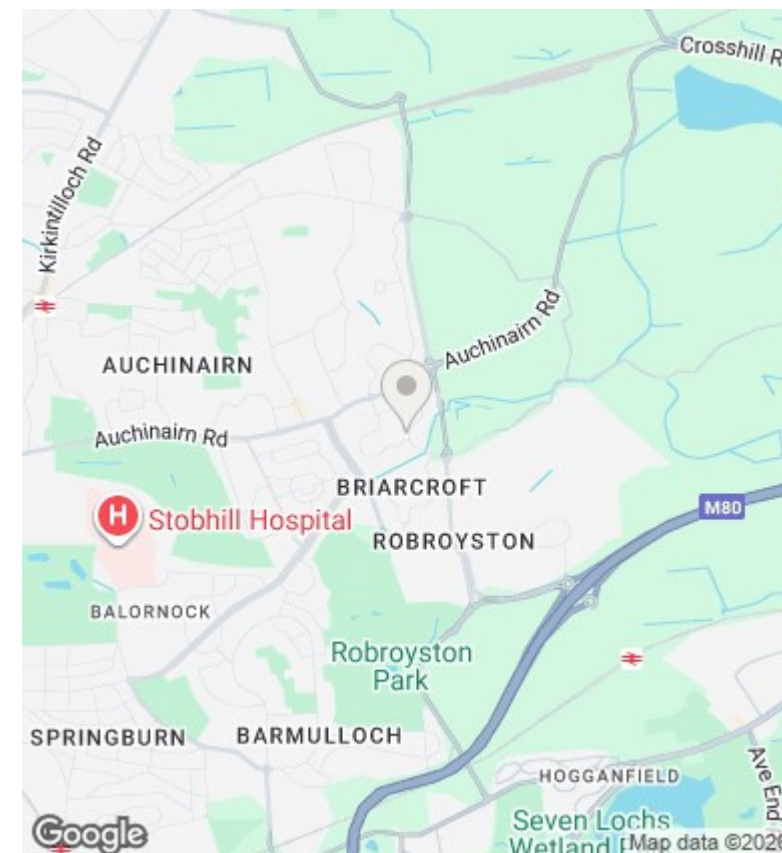 Crosshill R
Kirkintilloch Rd
Auchinairn Rd
AUCHINAIRN
Auchinairn Rd
BRIARCROFT
M80
H Stobhill Hospital
ROBROYSTON
BALORNOCK
Robroyston
Park
SPRINGBURN
BARMULLOCH
HOGGANFIELD
Ave End
Seven Lochs
Wetland
Google
Map data ©202